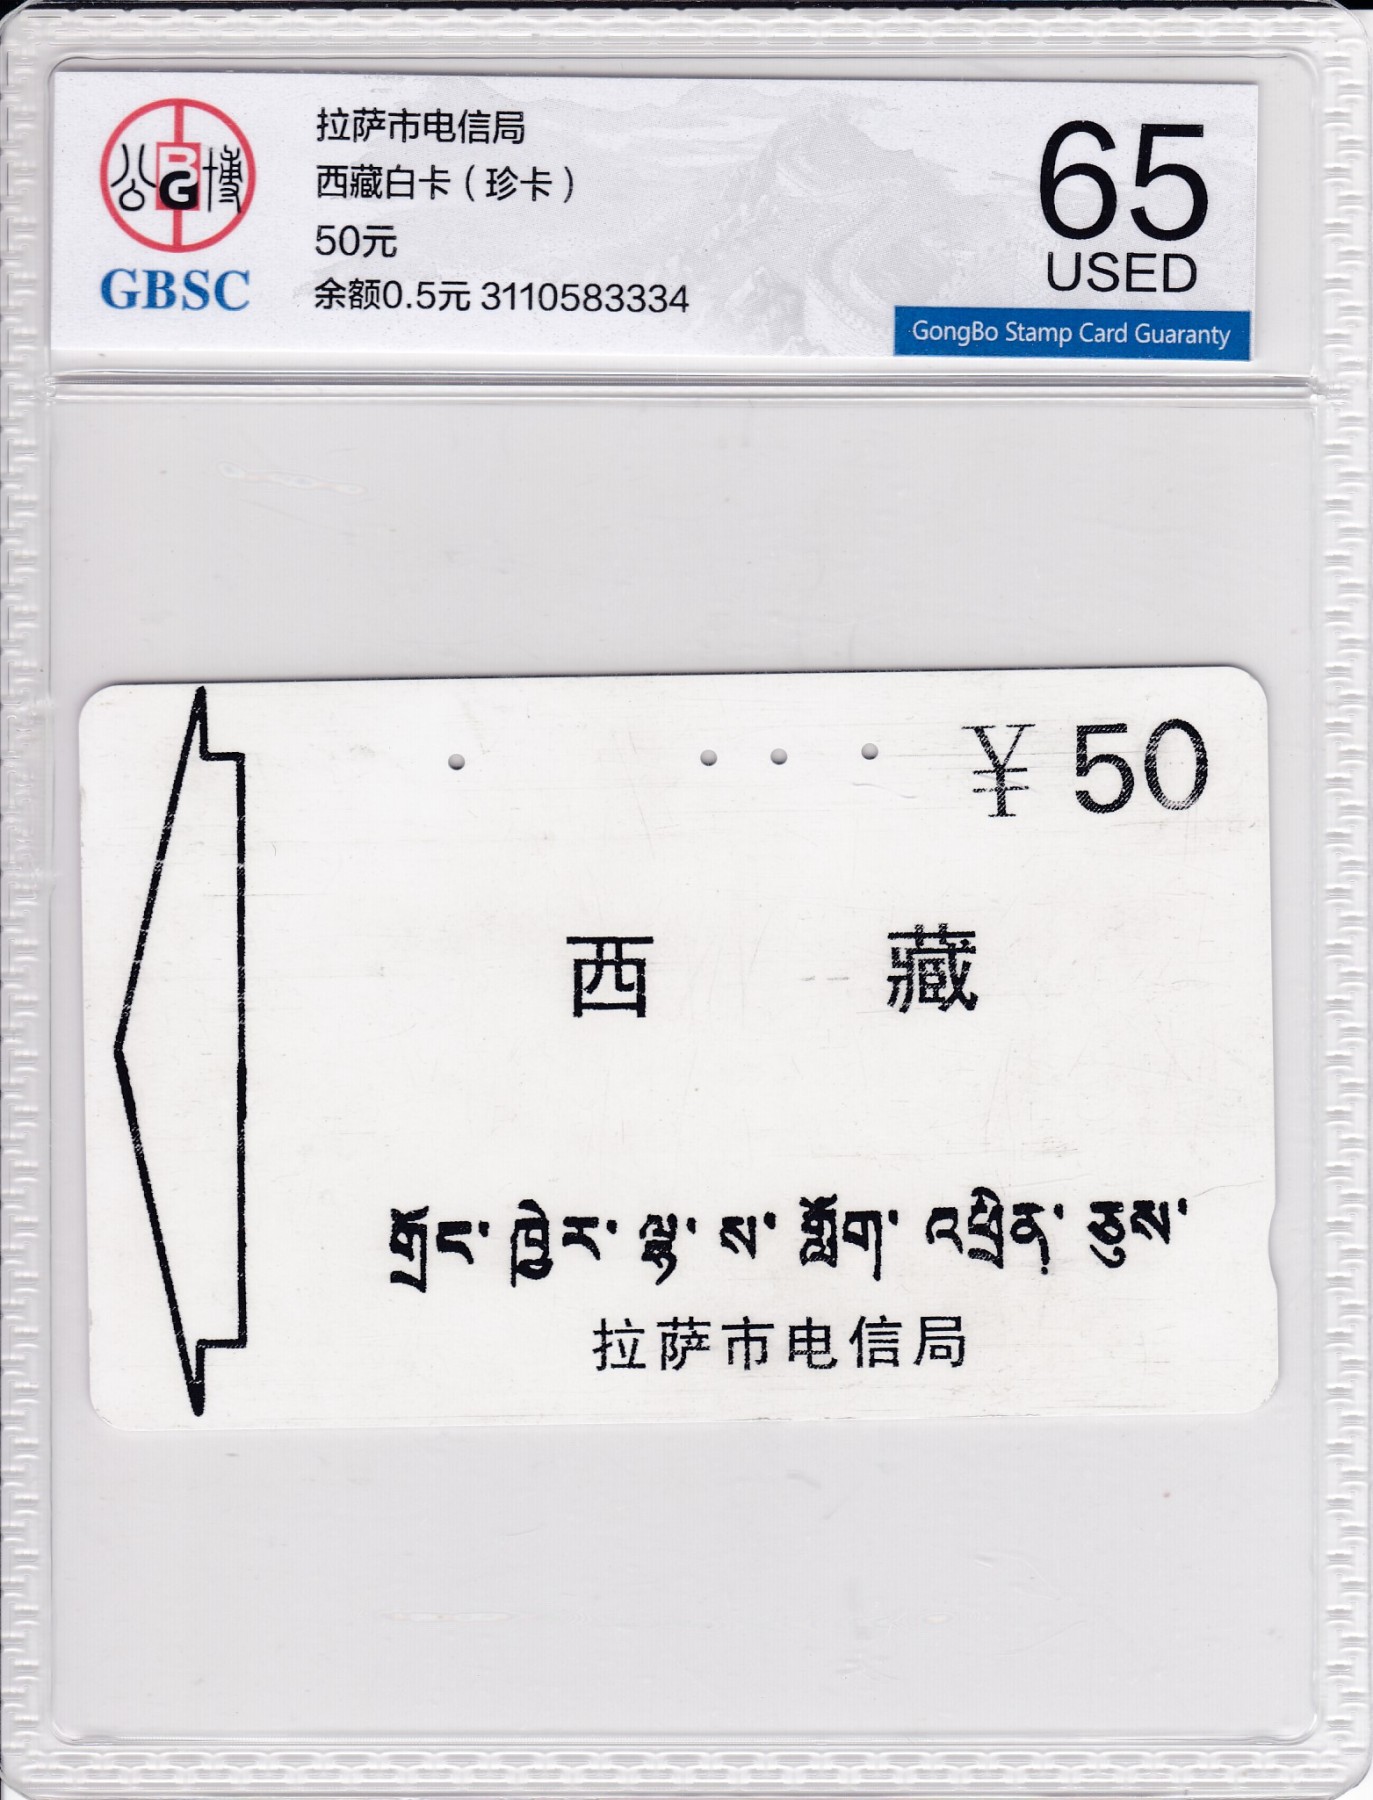 公 BG 博
GBSC
拉萨市电信局
西藏白卡（珍卡）
50元
余额0.5元 3110583334
65
USED
GongBo Stamp Card Guaranty
￥50
西 藏
གྲོང་ཁྱེར་ལྷ་ས་གློག་འཕྲིན་ཅུས་
拉萨市电信局